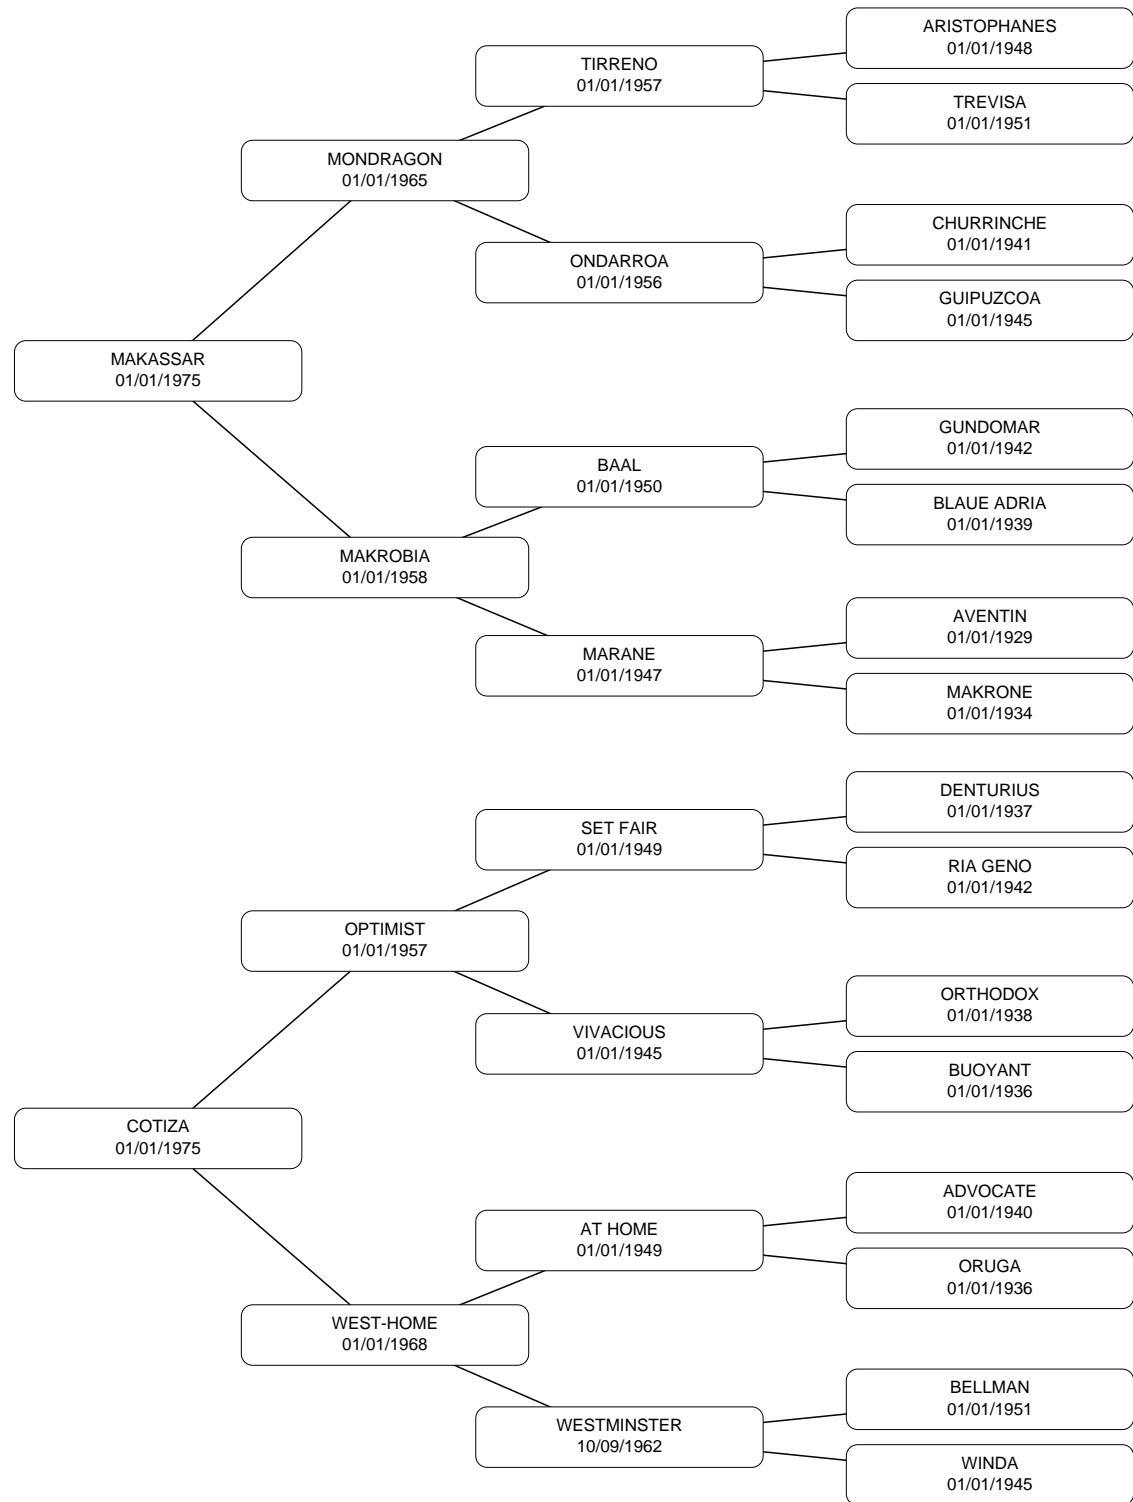 ARISTOPHANES
01/01/1948
TIRRENO
01/01/1957
TREVISA
01/01/1951
MONDRAGON
01/01/1965
CHURRINCHE
01/01/1941
ONDARROA
01/01/1956
GUIPUZCOA
01/01/1945
MAKASSAR
01/01/1975
GUNDOMAR
01/01/1942
BAAL
01/01/1950
BLAUE ADRIA
01/01/1939
MAKROBIA
01/01/1958
AVENTIN
01/01/1929
MARANE
01/01/1947
MAKRONE
01/01/1934
DENTURIUS
01/01/1937
SET FAIR
01/01/1949
RIA GENO
01/01/1942
OPTIMIST
01/01/1957
ORTHODOX
01/01/1938
VIVACIOUS
01/01/1945
BUOYANT
01/01/1936
COTIZA
01/01/1975
ADVOCATE
01/01/1940
AT HOME
01/01/1949
ORUGA
01/01/1936
WEST-HOME
01/01/1968
BELLMAN
01/01/1951
WESTMINSTER
10/09/1962
WINDA
01/01/1945